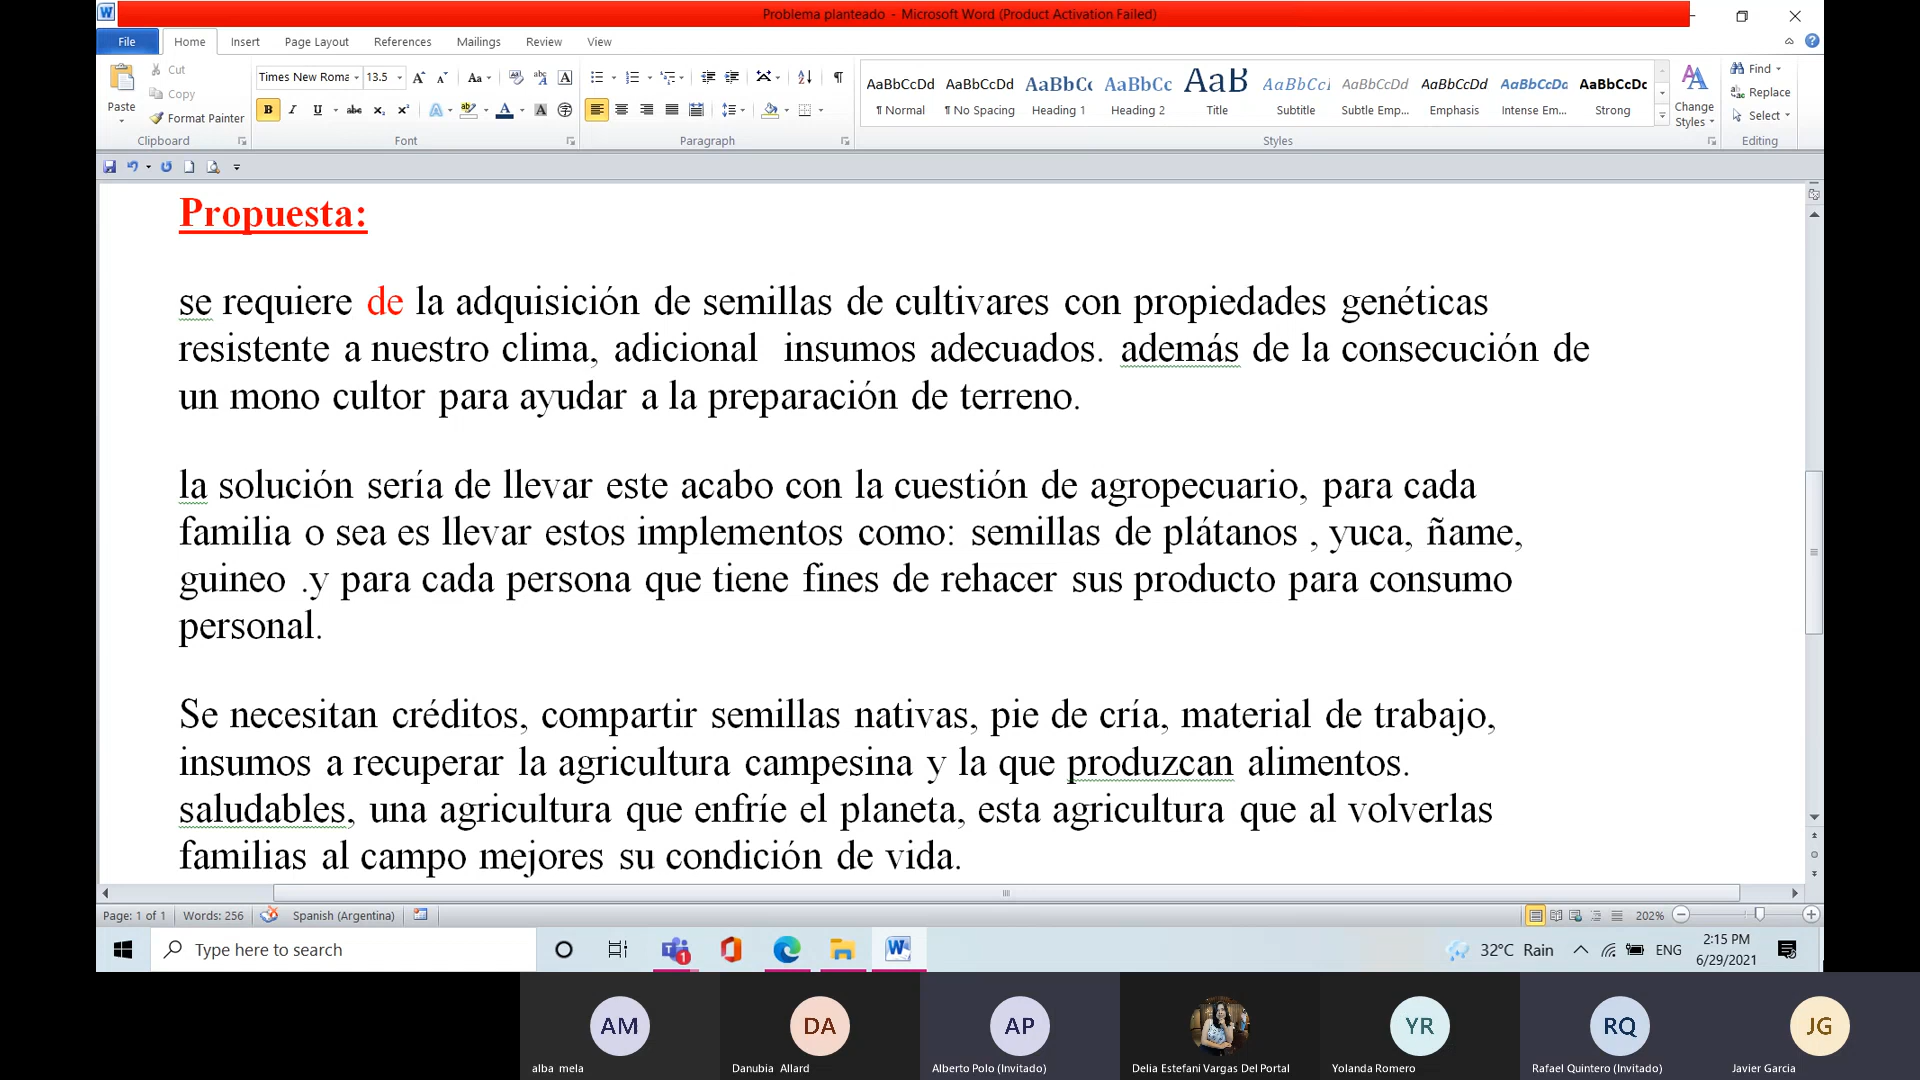 Problema planteado - Microsoft Word (Product Activation Failed)
File Home Insert Page Layout References Mailings Review View
Paste
Cut
Copy
Format Painter
Clipboard
Times New Roma 13.5
Font
Paragraph
AaBbCcDd AaBbCcDd AaBbCc AaBbCc AaB AaBbCcI AaBbCcDd AaBbCcDd AaBbCcDc AaBbCcDc
¶ Normal ¶ No Spacing Heading 1 Heading 2 Title Subtitle Subtle Emp... Emphasis Intense Em... Strong
Change Styles
Styles
Find
Replace
Select
Editing
Propuesta:
se requiere de la adquisición de semillas de cultivares con propiedades genéticas
resistente a nuestro clima, adicional insumos adecuados. además de la consecución de
un mono cultor para ayudar a la preparación de terreno.
la solución sería de llevar este acabo con la cuestión de agropecuario, para cada
familia o sea es llevar estos implementos como: semillas de plátanos , yuca, ñame,
guineo .y para cada persona que tiene fines de rehacer sus producto para consumo
personal.
Se necesitan créditos, compartir semillas nativas, pie de cría, material de trabajo,
insumos a recuperar la agricultura campesina y la que produzcan alimentos.
saludables, una agricultura que enfríe el planeta, esta agricultura que al volverlas
familias al campo mejores su condición de vida.
Page: 1 of 1 Words: 256 Spanish (Argentina) 202%
Type here to search
1
32°C Rain ENG
2:15 PM
6/29/2021
AM DA AP YR RQ JG
alba mela Danubia Allard Alberto Polo (Invitado) Delia Estefani Vargas Del Portal Yolanda Romero Rafael Quintero (Invitado) Javier Garcia